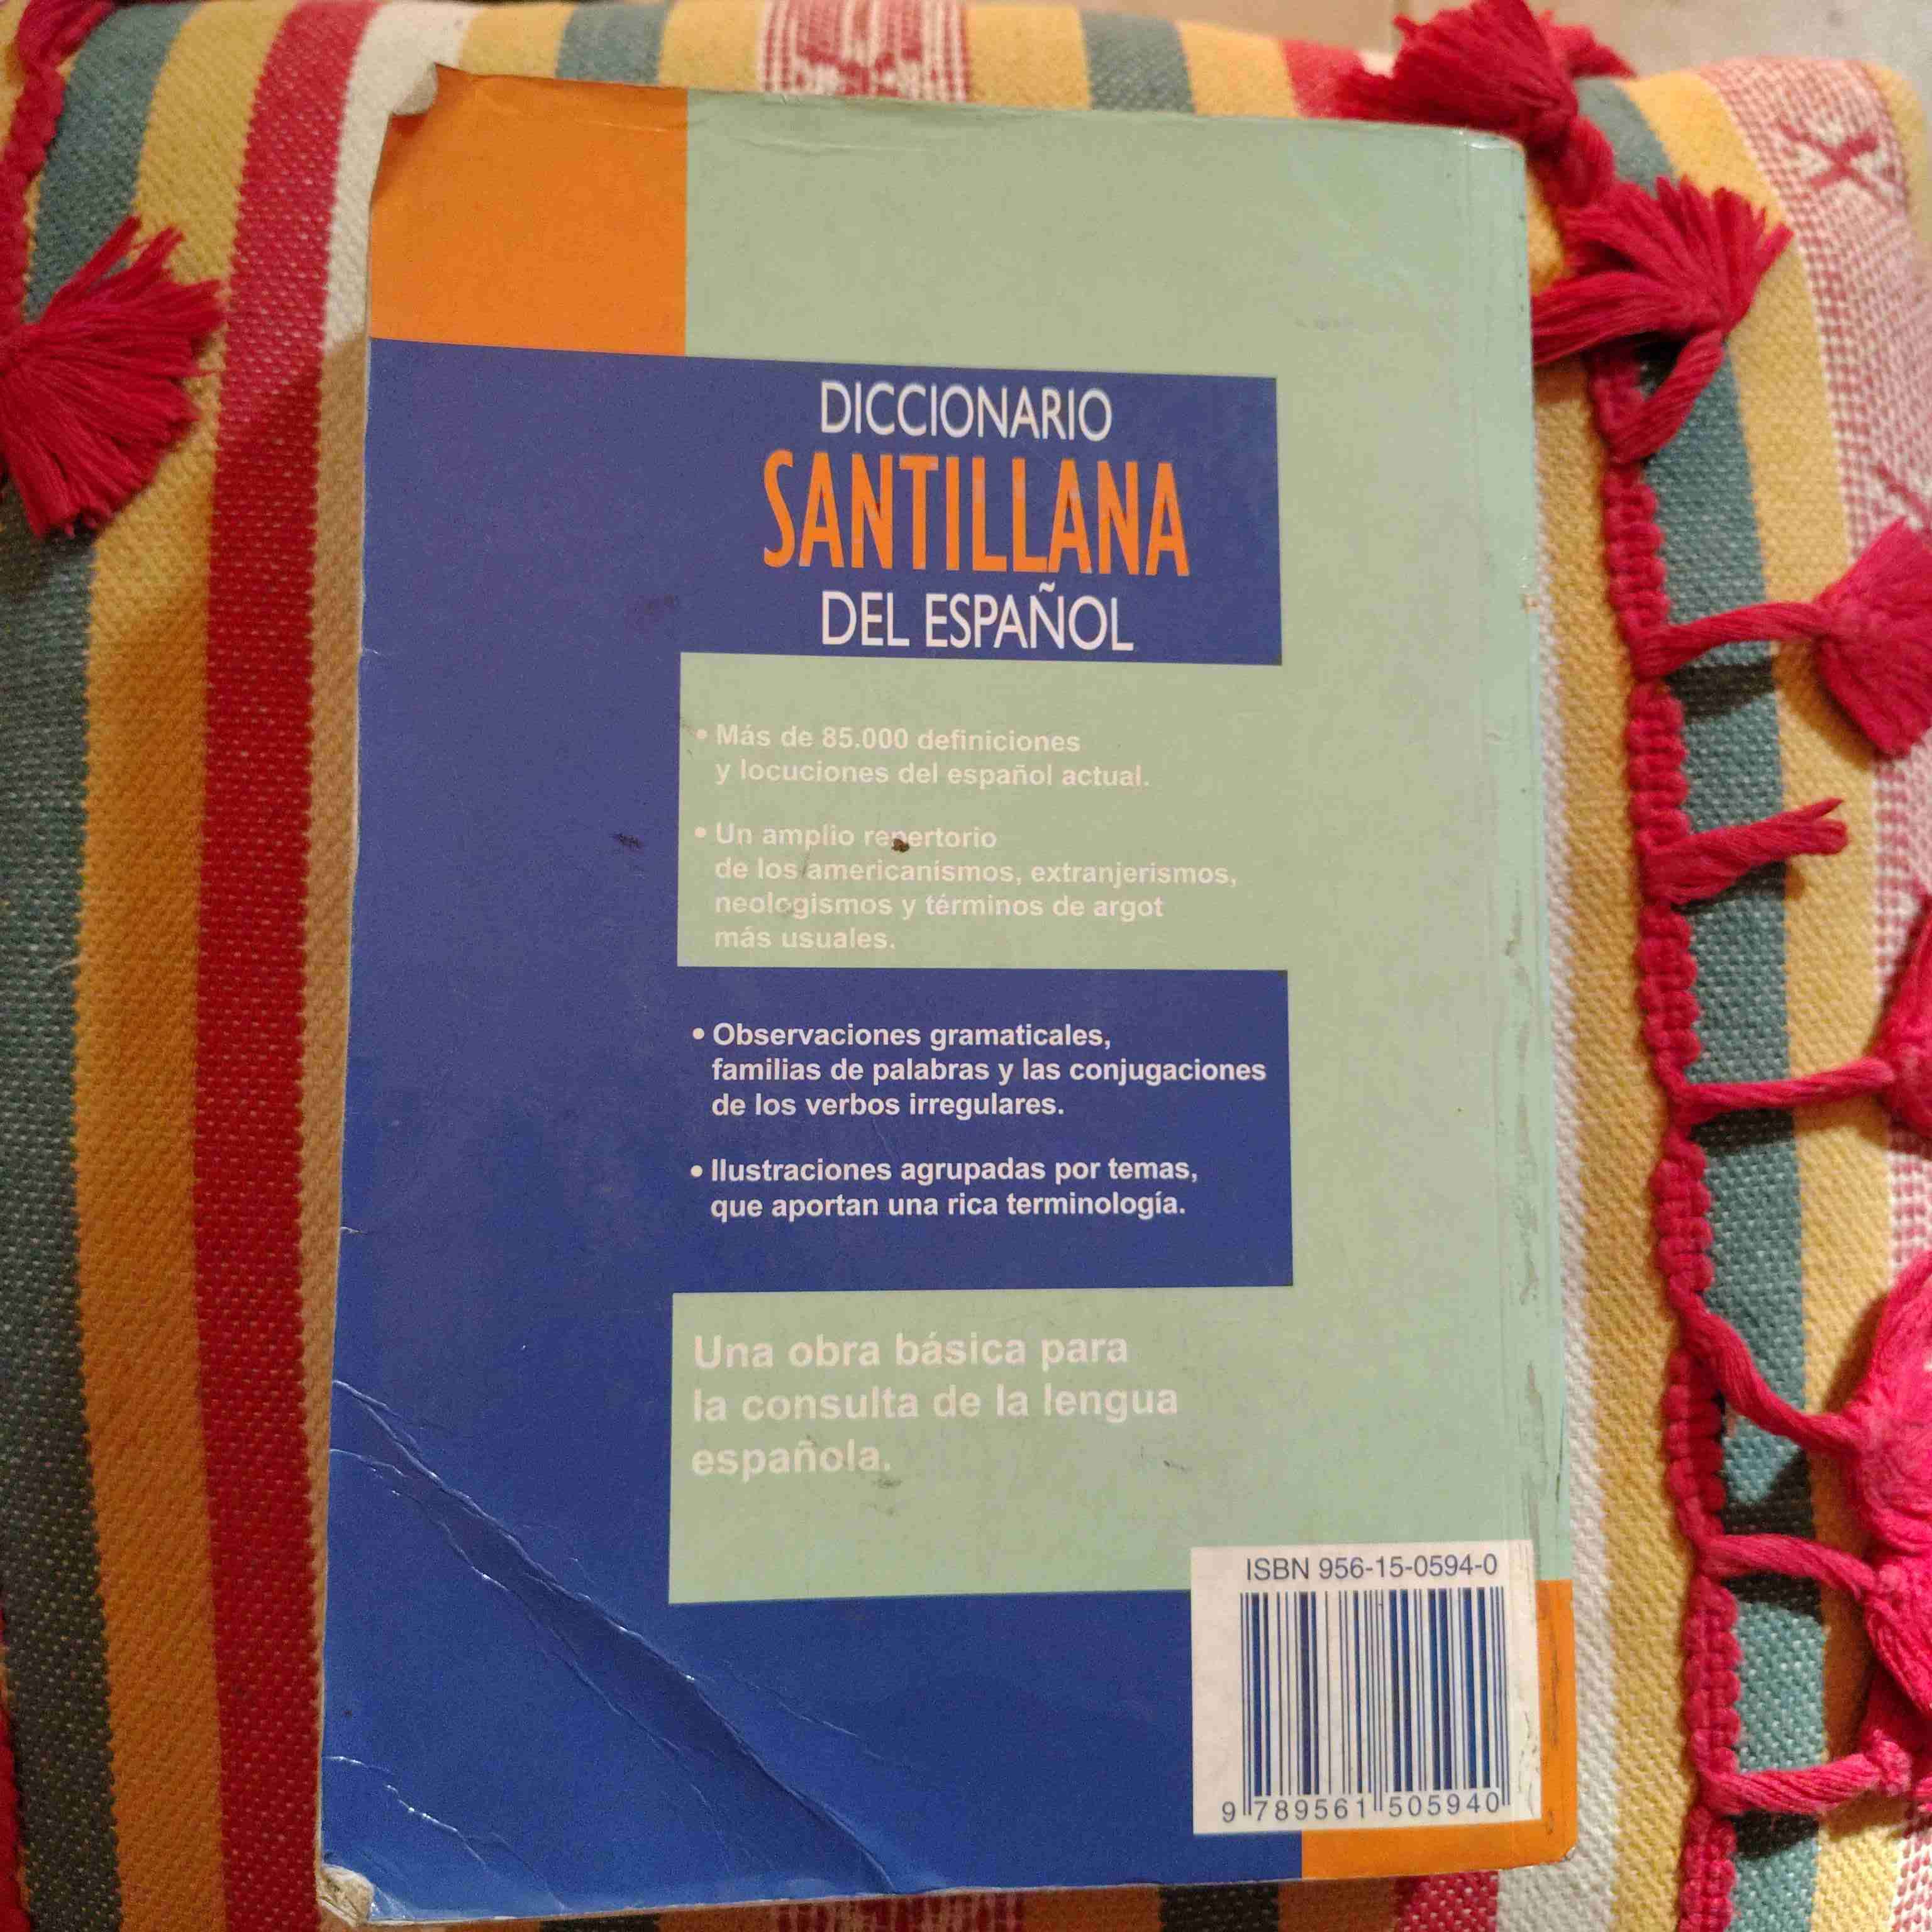 DICCIONARIO
SANTILLANA
DEL ESPAÑOL
• Más de 85.000 definiciones
y locuciones del español actual.
• Un amplio repertorio
de los americanismos, extranjerismos,
neologismos y términos de argot
más usuales.
• Observaciones gramaticales,
familias de palabras y las conjugaciones
de los verbos irregulares.
• Ilustraciones agrupadas por temas,
que aportan una rica terminología.
Una obra básica para
la consulta de la lengua
española.
ISBN 956-15-0594-0
9 789561 505940